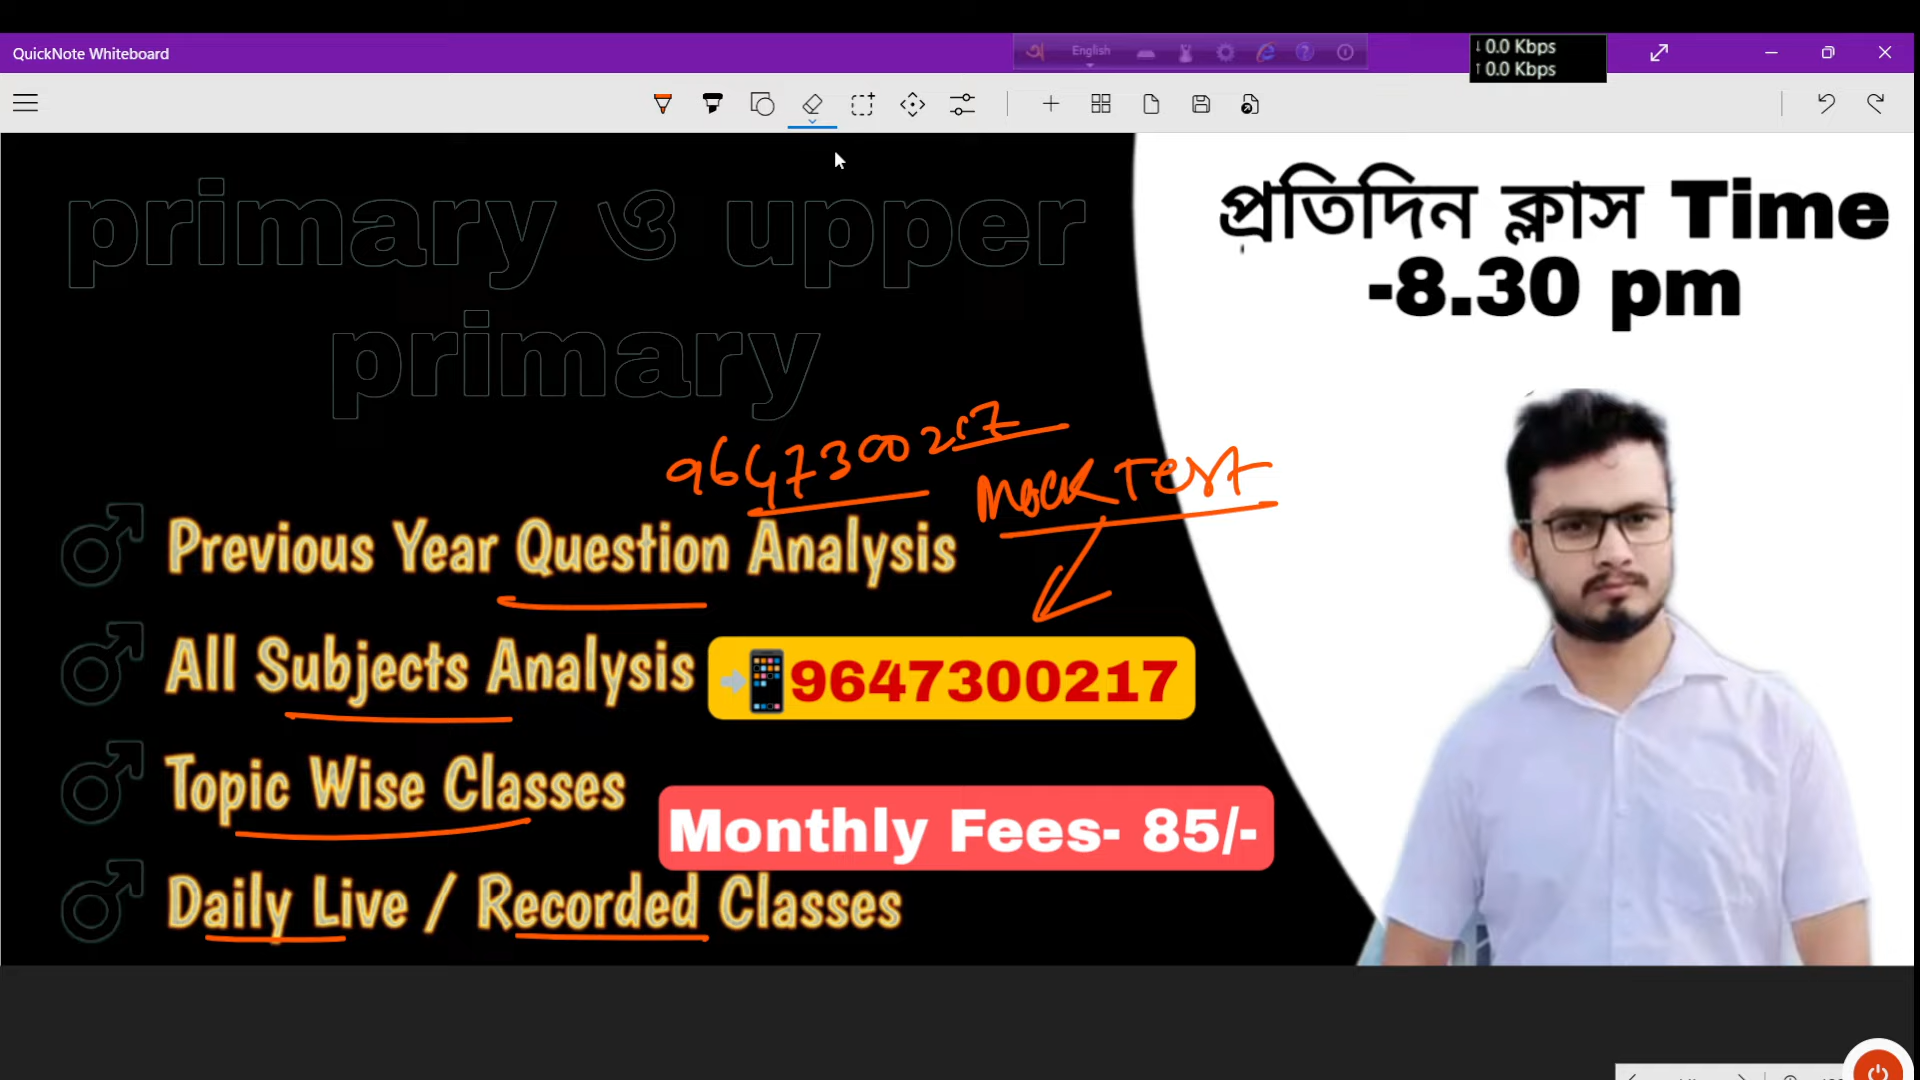 QuickNote Whiteboard
English
↓ 0.0 Kbps
↑ 0.0 Kbps
primary ও upper
primary
প্রতিদিন ক্লাস Time
-8.30 pm
9647300217
Mock Test
Previous Year Question Analysis
All Subjects Analysis
9647300217
Topic Wise Classes
Monthly Fees- 85/-
Daily Live / Recorded Classes